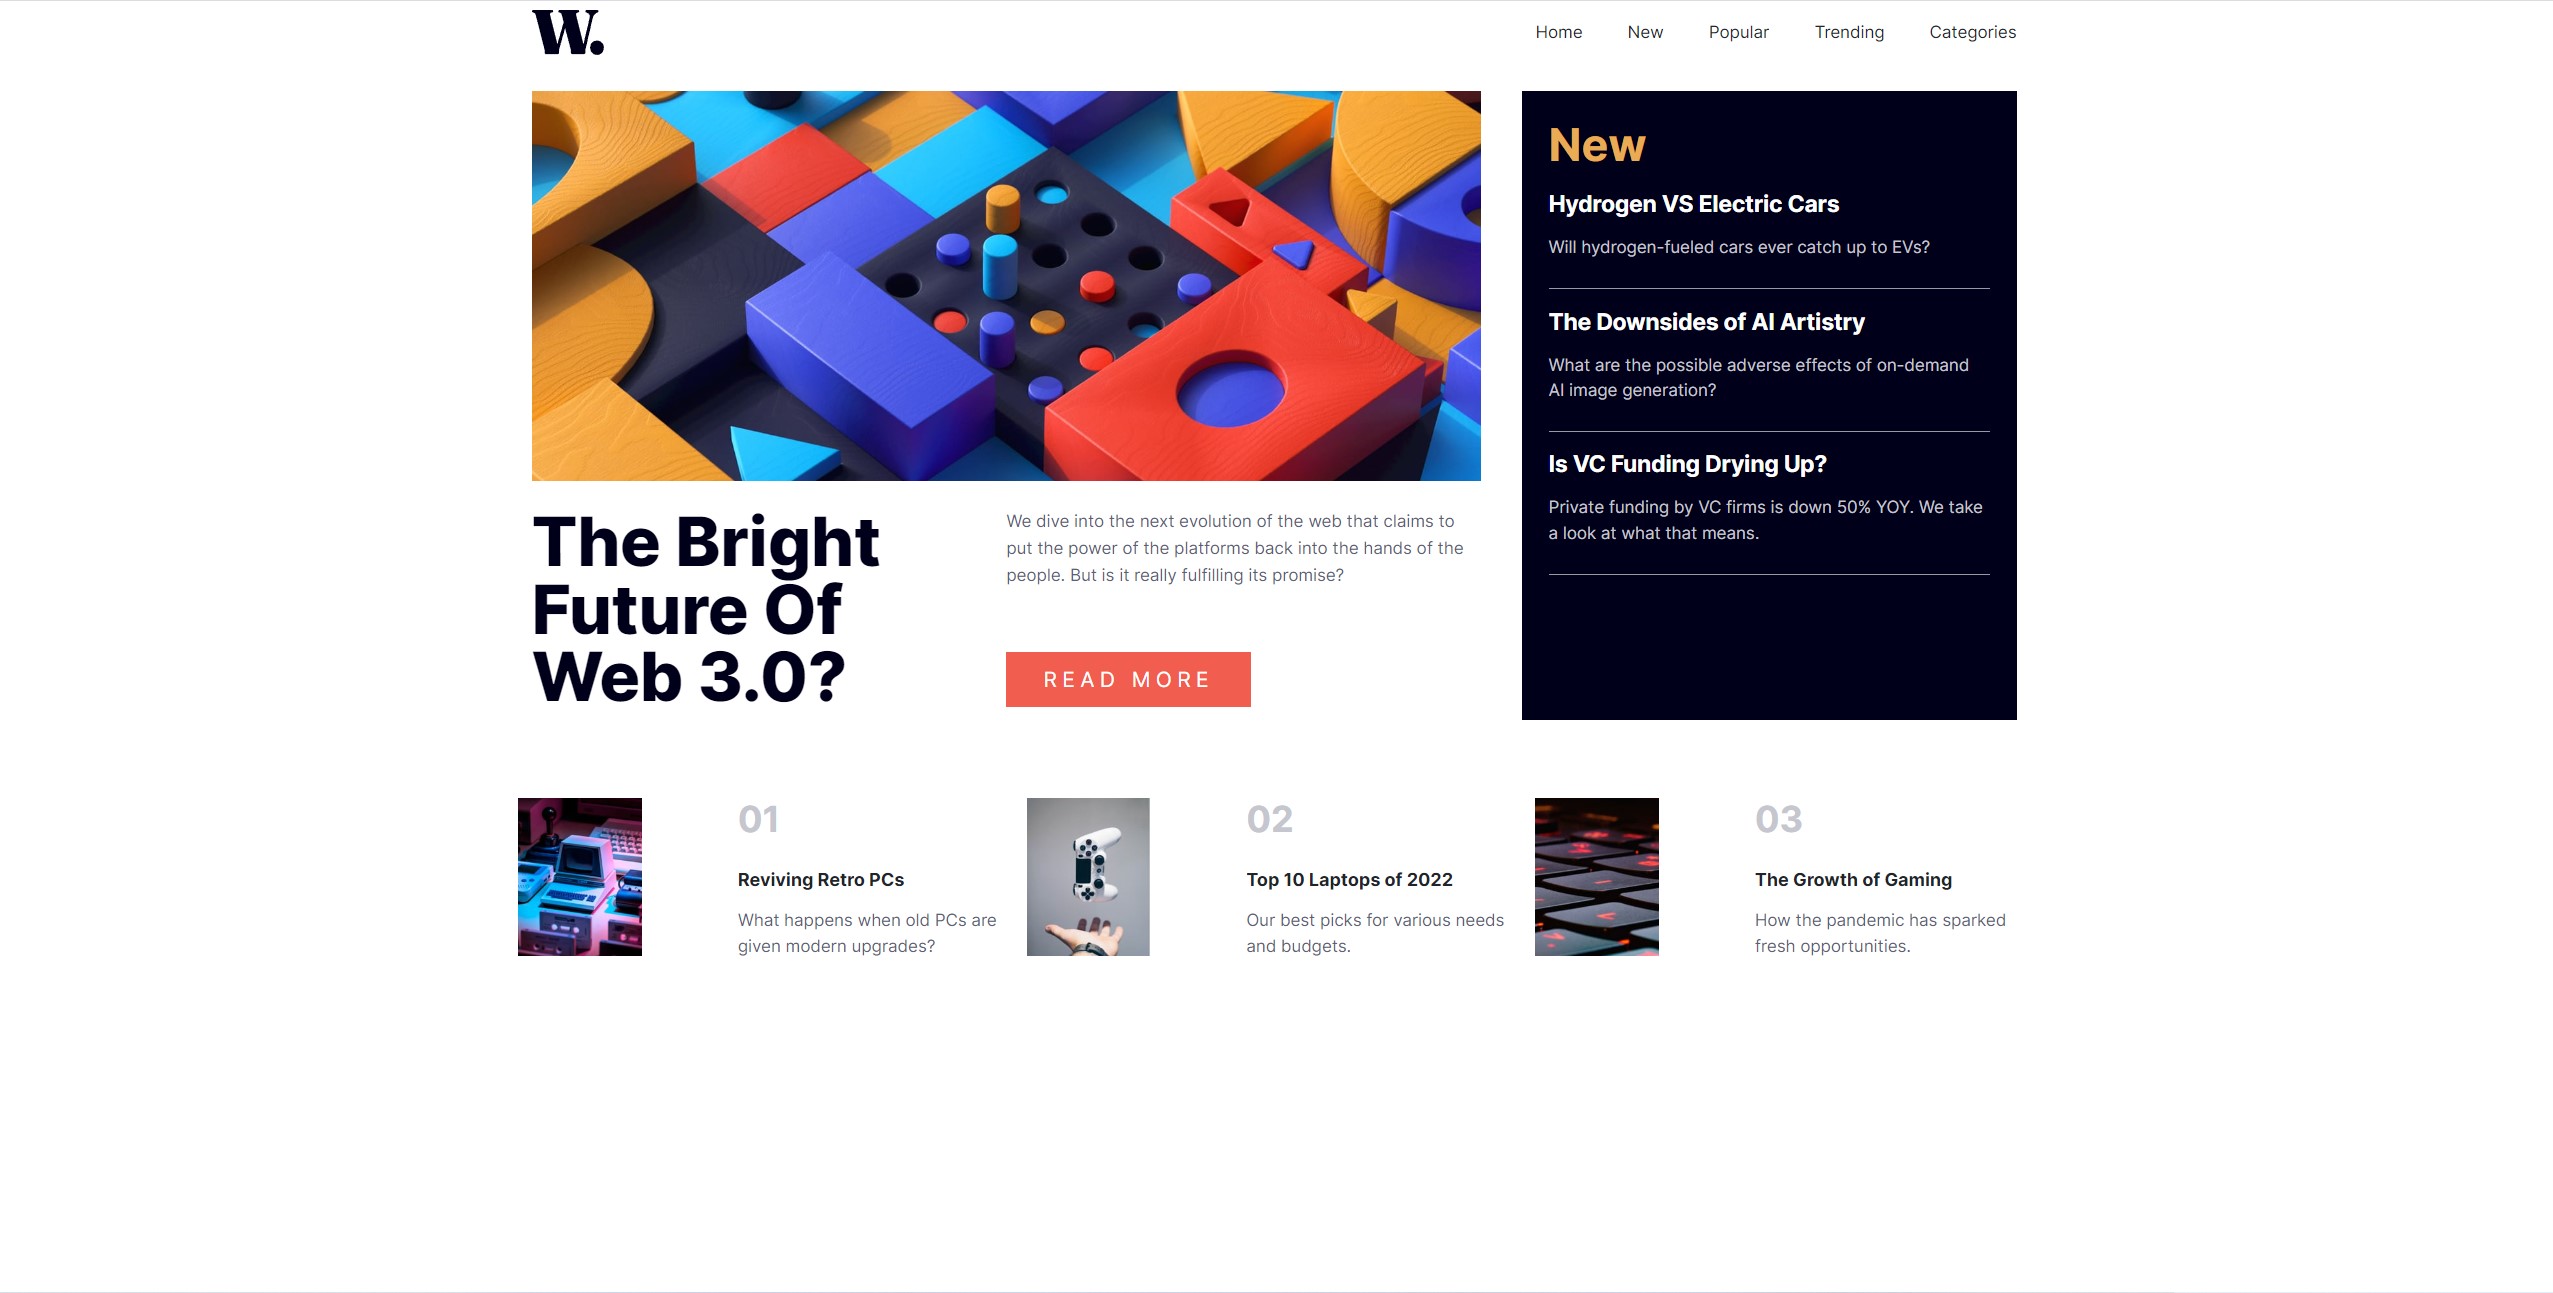 W.
Home New Popular Trending Categories
The Bright
Future Of
Web 3.0?
We dive into the next evolution of the web that claims to
put the power of the platforms back into the hands of the
people. But is it really fulfilling its promise?
READ MORE
New
Hydrogen VS Electric Cars
Will hydrogen-fueled cars ever catch up to EVs?
The Downsides of AI Artistry
What are the possible adverse effects of on-demand
AI image generation?
Is VC Funding Drying Up?
Private funding by VC firms is down 50% YOY. We take
a look at what that means.
01
Reviving Retro PCs
What happens when old PCs are
given modern upgrades?
02
Top 10 Laptops of 2022
Our best picks for various needs
and budgets.
03
The Growth of Gaming
How the pandemic has sparked
fresh opportunities.